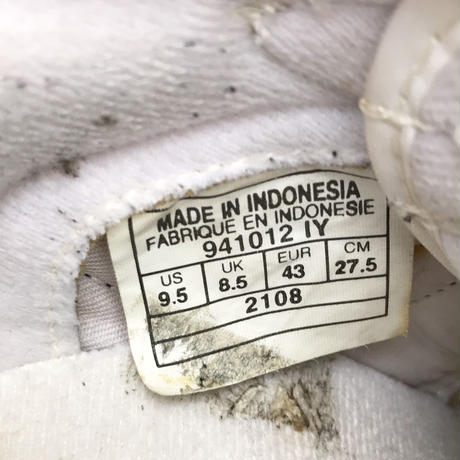 MADE IN INDONESIA
FABRIQUE EN INDONESIE
941012 IY
US UK EUR CM
9.5 8.5 43 27.5
2108